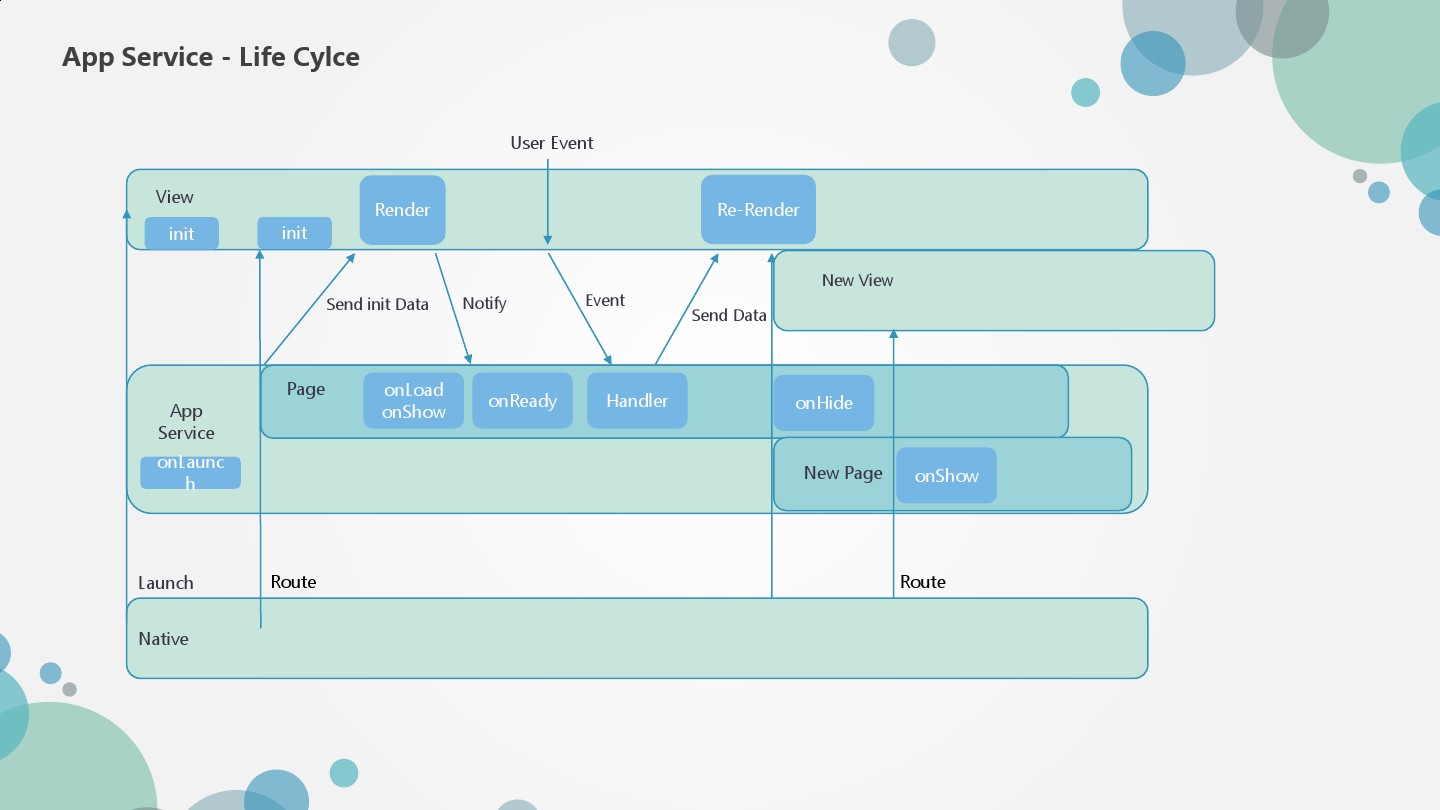 App Service - Life Cylce
User Event
View
init
init
Render
Re-Render
New View
Send init Data
Notify
Event
Send Data
Page
onLoad
onShow
onReady
Handler
onHide
App
Service
onLaunc
h
New Page
onShow
Launch
Route
Route
Native